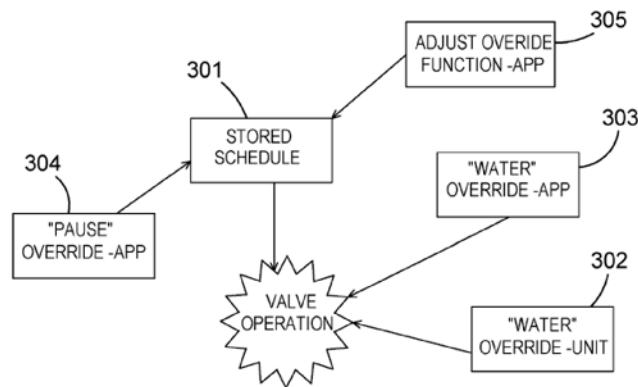 305
ADJUST OVERIDE
FUNCTION -APP
301
STORED
SCHEDULE
303
"WATER"
OVERRIDE -APP
304
"PAUSE"
OVERRIDE -APP
302
VALVE
OPERATION
"WATER"
OVERRIDE -UNIT